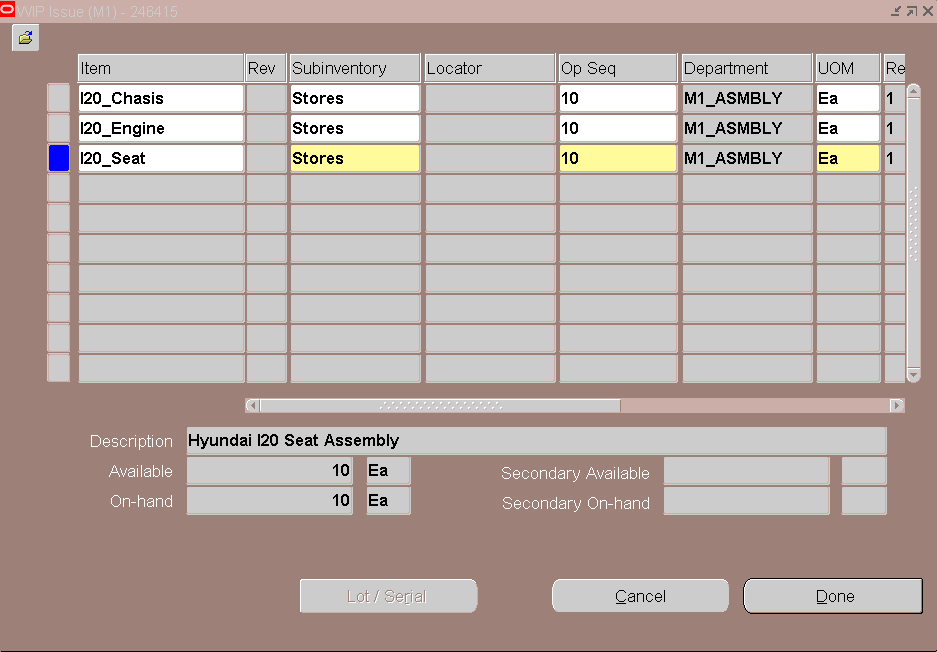 WIP Issue (M1) - 246415
Item Rev Subinventory Locator Op Seq Department UOM Re
I20_Chasis Stores 10 M1_ASMBLY Ea 1
I20_Engine Stores 10 M1_ASMBLY Ea 1
I20_Seat Stores 10 M1_ASMBLY Ea 1
Description Hyundai I20 Seat Assembly
Available 10 Ea Secondary Available
On-hand 10 Ea Secondary On-hand
Lot / Serial Cancel Done